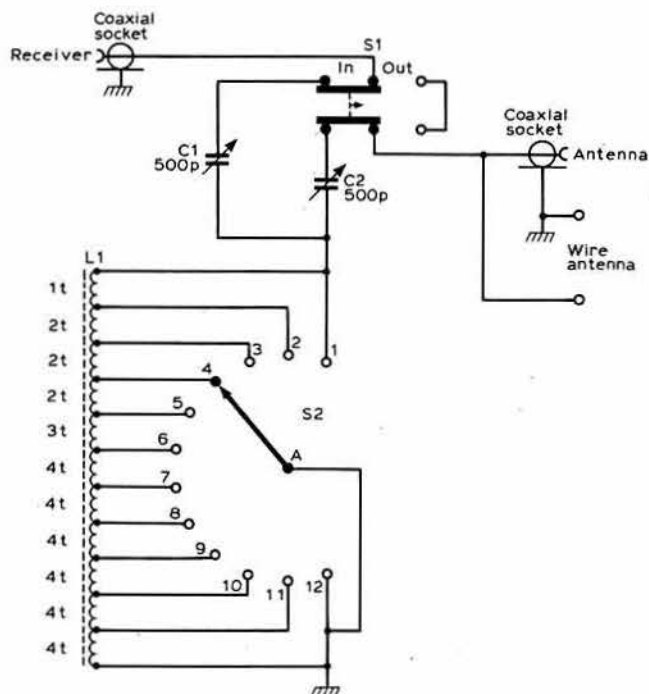 Coaxial
socket
Receiver
S1
In
Out
C1
500p
C2
500p
Coaxial
socket
Antenna
Wire
antenna
L1
1t
2t
2t
2t
3t
4t
4t
4t
4t
4t
4t
1
2
3
4
5
6
7
8
9
10
11
12
S2
A